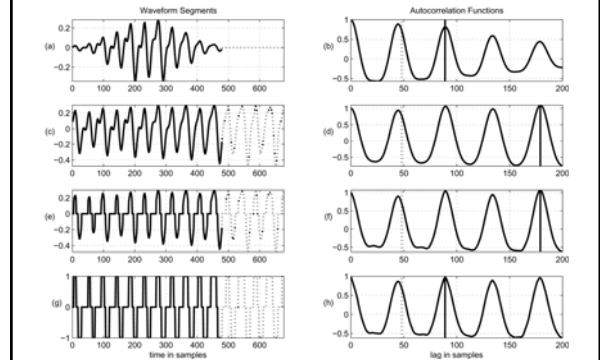 Waveform Segments
Autocorrelation Functions
(a)
0.2
0
−0.2
0 100 200 300 400 500 600
(b)
1
0.5
0
−0.5
0 50 100 150 200
(c)
0.2
0
−0.2
−0.4
0 100 200 300 400 500 600
(d)
1
0.5
0
−0.5
0 50 100 150 200
(e)
0.2
0
−0.2
−0.4
0 100 200 300 400 500 600
(f)
1
0.5
0
−0.5
0 50 100 150 200
(g)
1
0
−1
0 100 200 300 400 500 600
time in samples
(h)
1
0.5
0
−0.5
0 50 100 150 200
lag in samples